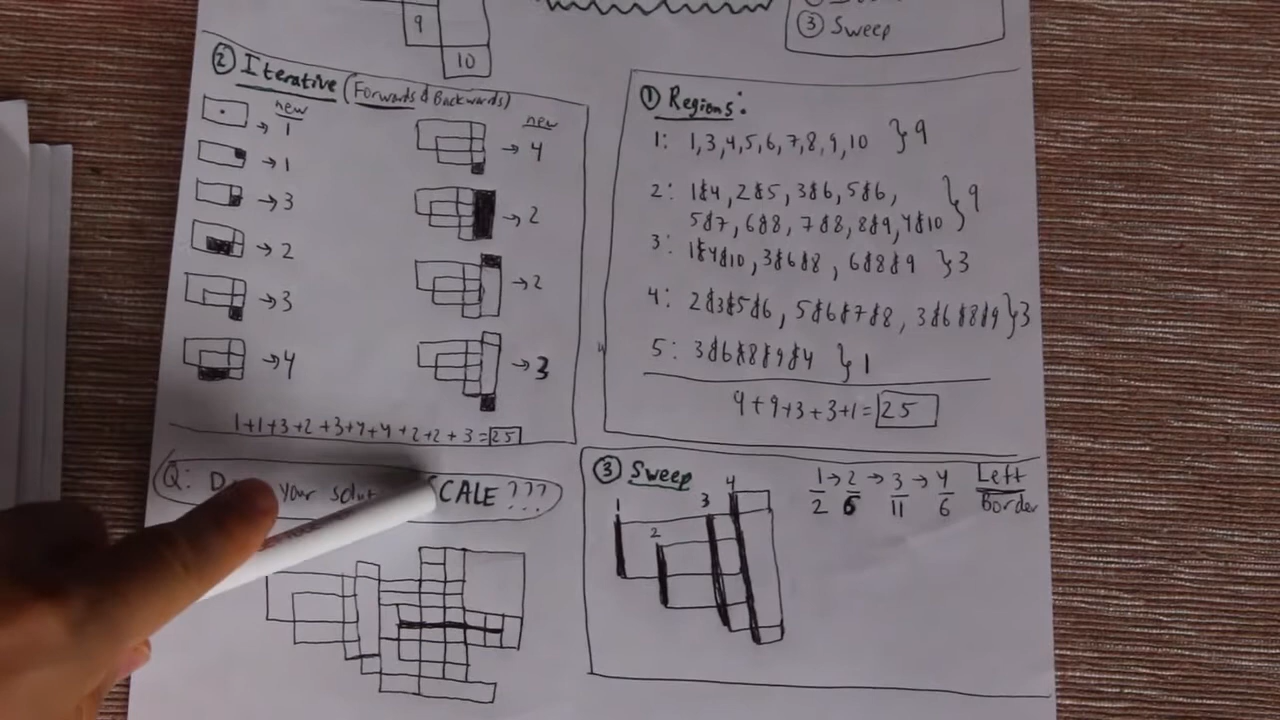 9
10
③ Sweep
② Iterative (Forwards & Backwards)
new
→ 1
→ 1
→ 3
→ 2
→ 3
→ 4
new
→ 4
→ 2
→ 2
→ 3
1+1+3+2+3+4+4+2+2+3=25
① Regions:
1: 1,3,4,5,6,7,8,9,10 } 9
2: 1&4, 2&5, 3&6, 5&6,
5&7, 6&8, 7&8, 8&9, 4&10 } 9
3: 1&4&10, 3&6&8, 6&8&9 } 3
4: 2&3&5&6, 5&6&7&8, 3&6&8&9 } 3
5: 3&6&8&9&4 } 1
9+9+3+3+1=25
Q: your SCALE???
③ Sweep
1 2 3 4
1 → 2 → 3 → 4 Left
2 6 11 6 Border